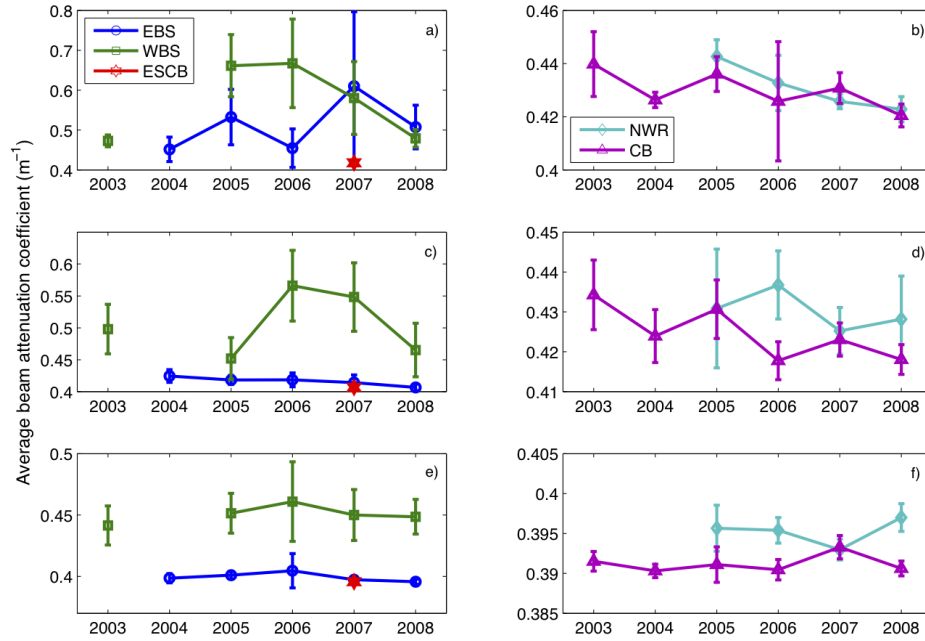 Average beam attenuation coefficient (m⁻¹)
a)
EBS
WBS
ESCB
0.8
0.7
0.6
0.5
0.4
2003 2004 2005 2006 2007 2008
b)
NWR
CB
0.46
0.44
0.42
0.4
2003 2004 2005 2006 2007 2008
c)
0.6
0.55
0.5
0.45
0.4
2003 2004 2005 2006 2007 2008
d)
0.45
0.44
0.43
0.42
0.41
2003 2004 2005 2006 2007 2008
e)
0.5
0.45
0.4
2003 2004 2005 2006 2007 2008
f)
0.405
0.4
0.395
0.39
0.385
2003 2004 2005 2006 2007 2008